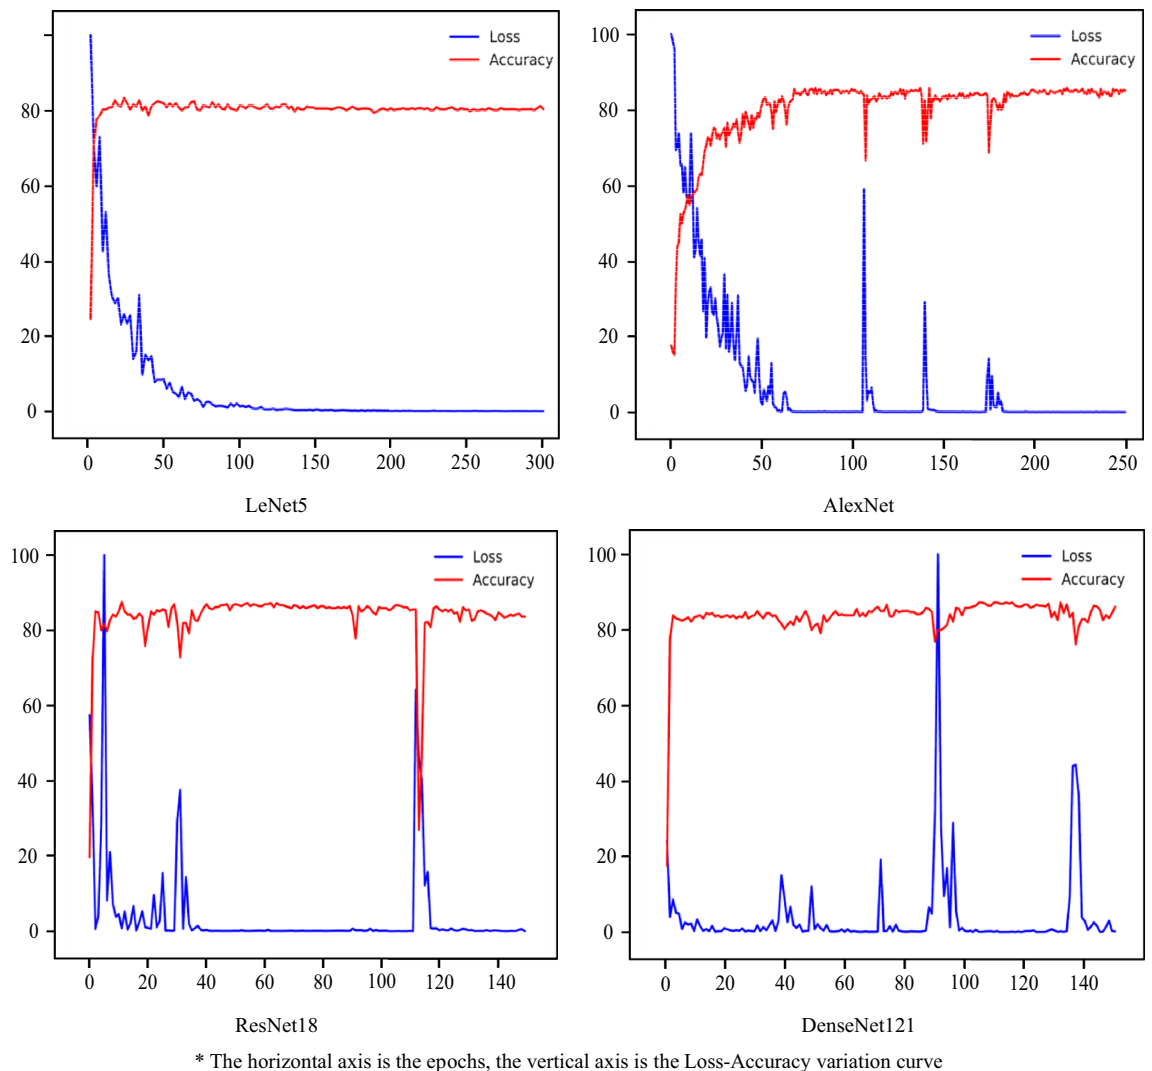 Loss
Accuracy
80
60
40
20
0
0 50 100 150 200 250 300
LeNet5
100
80
60
40
20
0
Loss
Accuracy
0 50 100 150 200 250
AlexNet
100
80
60
40
20
0
Loss
Accuracy
0 20 40 60 80 100 120 140
ResNet18
100
80
60
40
20
0
Loss
Accuracy
0 20 40 60 80 100 120 140
DenseNet121
* The horizontal axis is the epochs, the vertical axis is the Loss-Accuracy variation curve